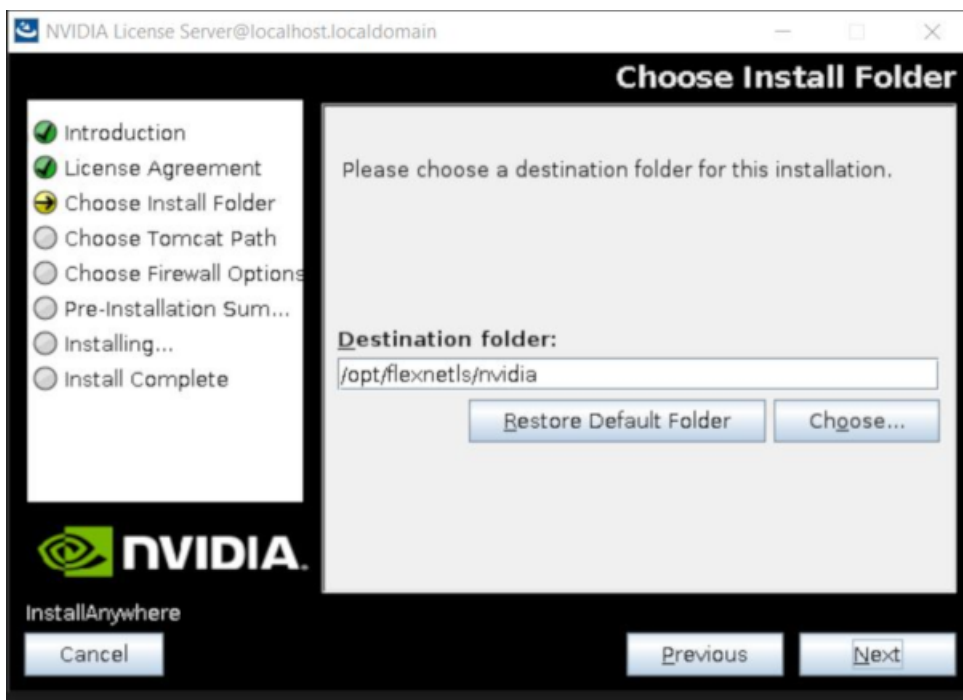 NVIDIA License Server@localhost.localdomain
Choose Install Folder
Introduction
License Agreement
Choose Install Folder
Choose Tomcat Path
Choose Firewall Options
Pre-Installation Sum...
Installing...
Install Complete
Please choose a destination folder for this installation.
Destination folder:
/opt/flexnetls/nvidia
Restore Default Folder
Choose...
NVIDIA.
InstallAnywhere
Cancel
Previous
Next